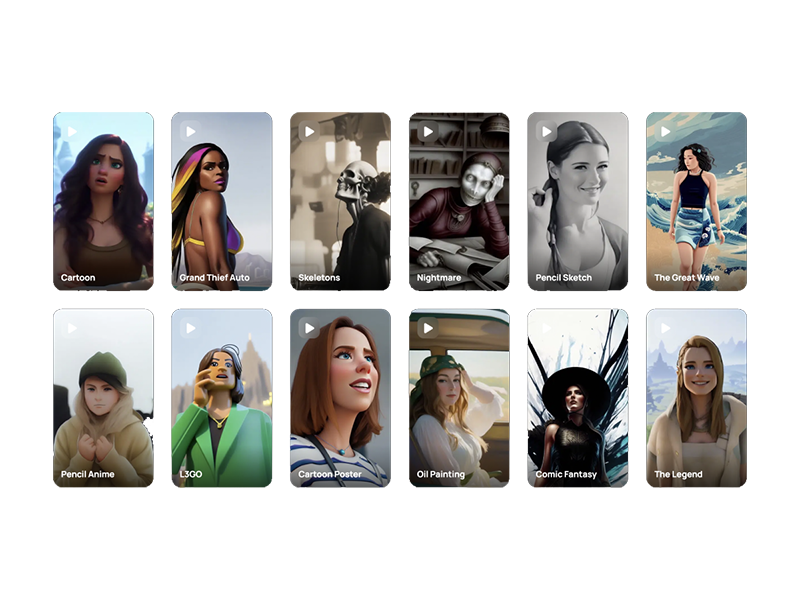 Cartoon
Grand Thief Auto
Skeletons
Nightmare
Pencil Sketch
The Great Wave
Pencil Anime
L3GO
Cartoon Poster
Oil Painting
Comic Fantasy
The Legend